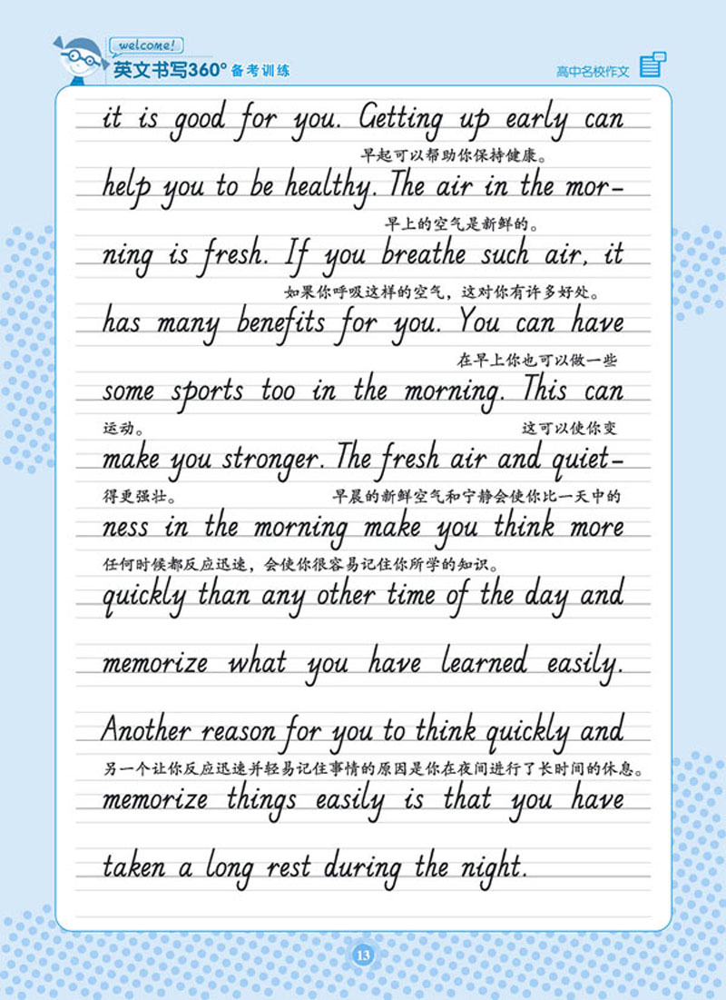 welcome!
英文书写360°备考训练
高中名校作文
it is good for you. Getting up early can
早起可以帮助你保持健康。
help you to be healthy. The air in the mor-
早上的空气是新鲜的。
ning is fresh. If you breathe such air, it
如果你呼吸这样的空气，这对你有许多好处。
has many benefits for you. You can have
在早上你也可以做一些
some sports too in the morning. This can
运动。 这可以使你变
make you stronger. The fresh air and quiet-
得更强壮。 早晨的新鲜空气和宁静会使你比一天中的
ness in the morning make you think more
任何时候都反应迅速，会使你很容易记住你所学的知识。
quickly than any other time of the day and
memorize what you have learned easily.
Another reason for you to think quickly and
另一个让你反应迅速并轻易记住事情的原因是你在夜间进行了长时间的休息。
memorize things easily is that you have
taken a long rest during the night.
13